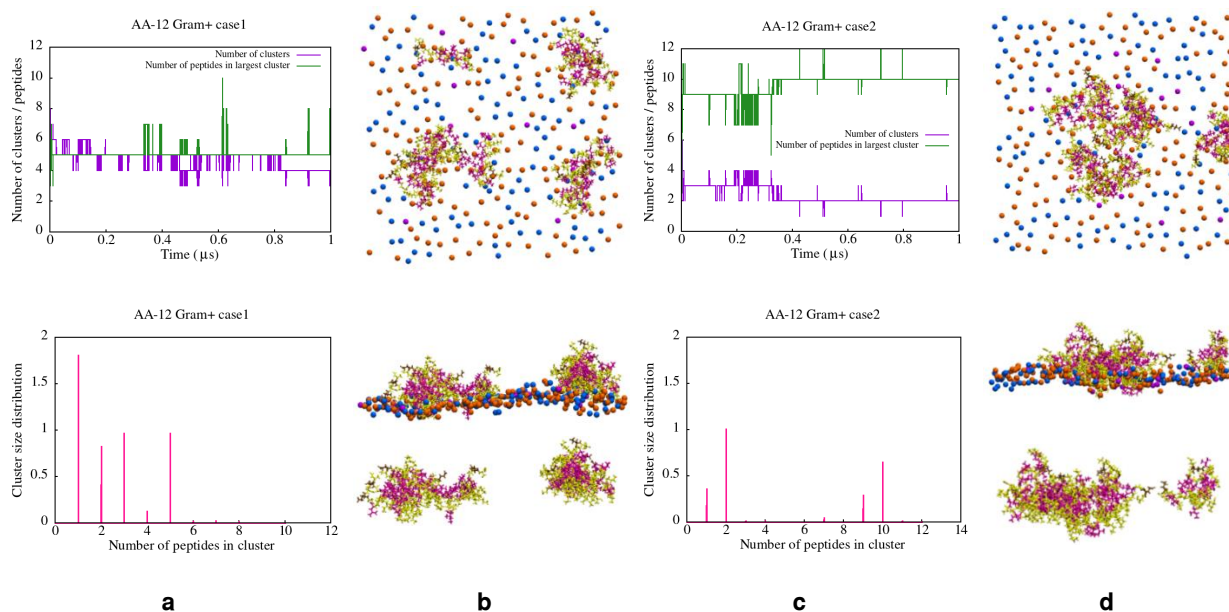 AA-12 Gram+ case1
Number of clusters / peptides
12
10
8
6
4
2
0
Number of clusters
Number of peptides in largest cluster
0 0.2 0.4 0.6 0.8 1
Time (μs)
AA-12 Gram+ case2
Number of clusters / peptides
12
10
8
6
4
2
0
Number of clusters
Number of peptides in largest cluster
0 0.2 0.4 0.6 0.8 1
Time (μs)
AA-12 Gram+ case1
Cluster size distribution
2
1.5
1
0.5
0
0 2 4 6 8 10 12
Number of peptides in cluster
AA-12 Gram+ case2
Cluster size distribution
2
1.5
1
0.5
0
0 2 4 6 8 10 12 14
Number of peptides in cluster
a b c d